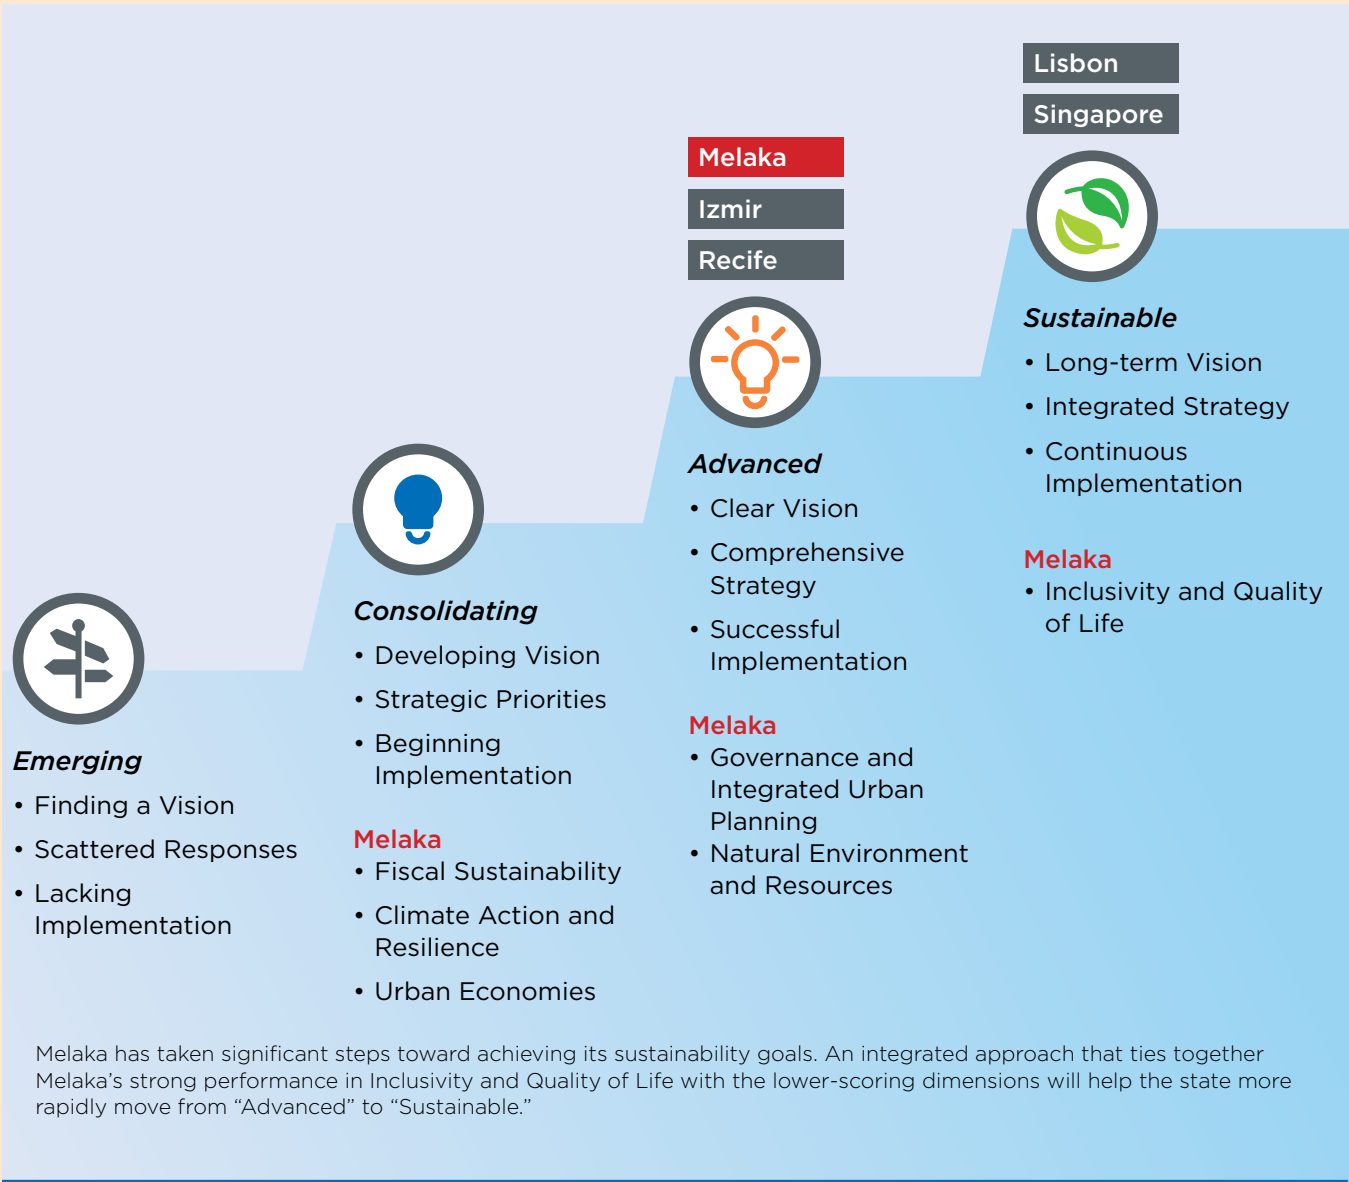 Lisbon
Singapore
Melaka
Izmir
Recife
Sustainable
• Long-term Vision
• Integrated Strategy
• Continuous
Implementation
Melaka
• Inclusivity and Quality
of Life
Advanced
• Clear Vision
• Comprehensive
Strategy
• Successful
Implementation
Melaka
• Governance and
Integrated Urban
Planning
• Natural Environment
and Resources
Consolidating
• Developing Vision
• Strategic Priorities
• Beginning
Implementation
Melaka
• Fiscal Sustainability
• Climate Action and
Resilience
• Urban Economies
Emerging
• Finding a Vision
• Scattered Responses
• Lacking
Implementation
Melaka has taken significant steps toward achieving its sustainability goals. An integrated approach that ties together
Melaka’s strong performance in Inclusivity and Quality of Life with the lower-scoring dimensions will help the state more
rapidly move from “Advanced” to “Sustainable.”